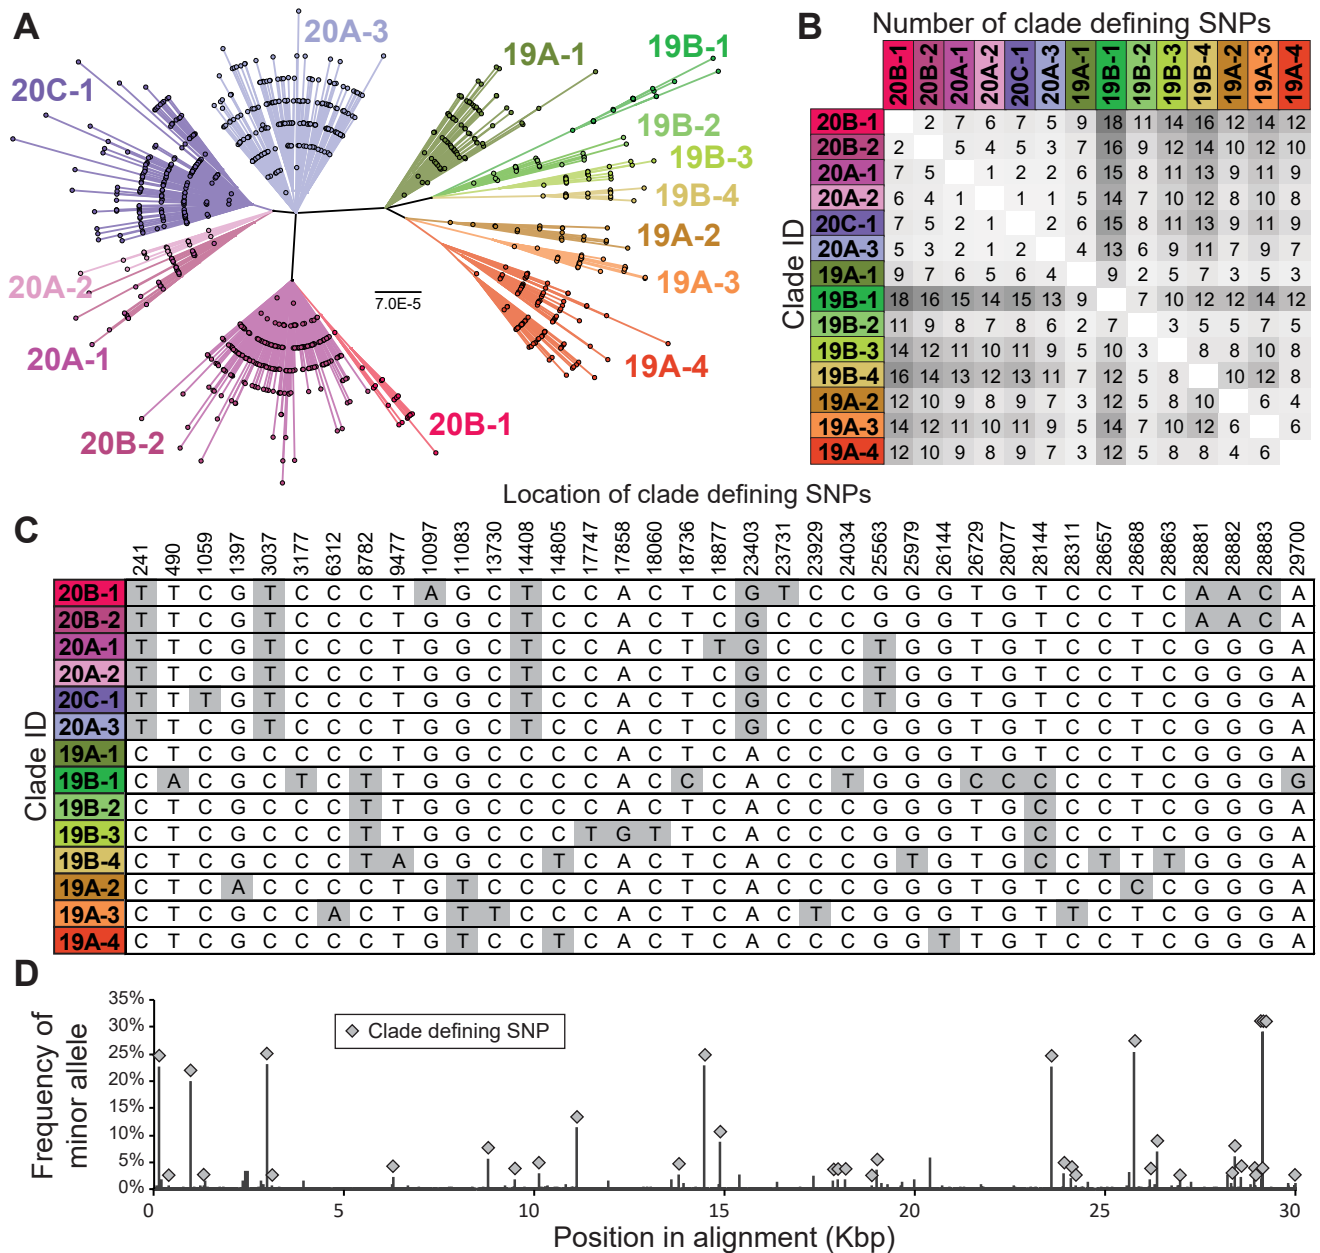 A
20A-3
19A-1
19B-1
20C-1
19B-2
19B-3
19B-4
19A-2
20A-2
19A-3
7.0E-5
20A-1
19A-4
20B-2
20B-1
B Number of clade defining SNPs
20B-1 20B-2 20A-1 20A-2 20C-1 20A-3 19A-1 19B-1 19B-2 19B-3 19B-4 19A-2 19A-3 19A-4
Clade ID
20B-1 2 7 6 7 5 9 18 11 14 16 12 14 12
20B-2 2 5 4 5 3 7 16 9 12 14 10 12 10
20A-1 7 5 1 2 2 6 15 8 11 13 9 11 9
20A-2 6 4 1 1 1 5 14 7 10 12 8 10 8
20C-1 7 5 2 1 2 6 15 8 11 13 9 11 9
20A-3 5 3 2 1 2 4 13 6 9 11 7 9 7
19A-1 9 7 6 5 6 4 9 2 5 7 3 5 3
19B-1 18 16 15 14 15 13 9 7 10 12 12 14 12
19B-2 11 9 8 7 8 6 2 7 3 5 5 7 5
19B-3 14 12 11 10 11 9 5 10 3 8 8 10 8
19B-4 16 14 13 12 13 11 7 12 5 8 10 12 8
19A-2 12 10 9 8 9 7 3 12 5 8 10 6 4
19A-3 14 12 11 10 11 9 5 14 7 10 12 6 6
19A-4 12 10 9 8 9 7 3 12 5 8 8 4 6
C Location of clade defining SNPs
241 490 1059 1397 3037 3177 6312 8782 9477 10097 11083 13730 14408 14805 17747 17858 18060 18736 18877 23403 23731 23929 24034 25563 25979 26144 26729 28077 28144 28311 28657 28688 28863 28881 28882 28883 29700
Clade ID
20B-1 T T C G T C C C T A G C T C C A C T C G T C C G G G T G T C C T C A A C A
20B-2 T T C G T C C C T G G C T C C A C T C G C C C G G G T G T C C T C A A C A
20A-1 T T C G T C C C T G G C T C C A C T T G C C C T G G T G T C C T C G G G A
20A-2 T T C G T C C C T G G C T C C A C T C G C C C T G G T G T C C T C G G G A
20C-1 T T T G T C C C T G G C T C C A C T C G C C C T G G T G T C C T C G G G A
20A-3 T T C G T C C C T G G C T C C A C T C G C C C G G G T G T C C T C G G G A
19A-1 C T C G C C C C T G G C C C C A C T C A C C C G G G T G T C C T C G G G A
19B-1 C A C G C T C T T G G C C C C A C C C A C C T G G G C C C C C T C G G G G
19B-2 C T C G C C C T T G G C C C C A C T C A C C C G G G T G C C C T C G G G A
19B-3 C T C G C C C T T G G C C C T G T T C A C C C G G G T G C C C T C G G G A
19B-4 C T C G C C C T A G G C C T C A C T C A C C C G T G T G C C T T T G G G A
19A-2 C T C A C C C C T G T C C C C A C T C A C C C G G G T G T C C C C G G G A
19A-3 C T C G C C A C T G T T C C C A C T C A C T C G G G T G T T C T C G G G A
19A-4 C T C G C C C C T G T C C T C A C T C A C C C G G T T G T C C T C G G G A
D
Frequency of
minor allele
35%
30%
25%
20%
15%
10%
5%
0%
Clade defining SNP
0 5 10 15 20 25 30
Position in alignment (Kbp)